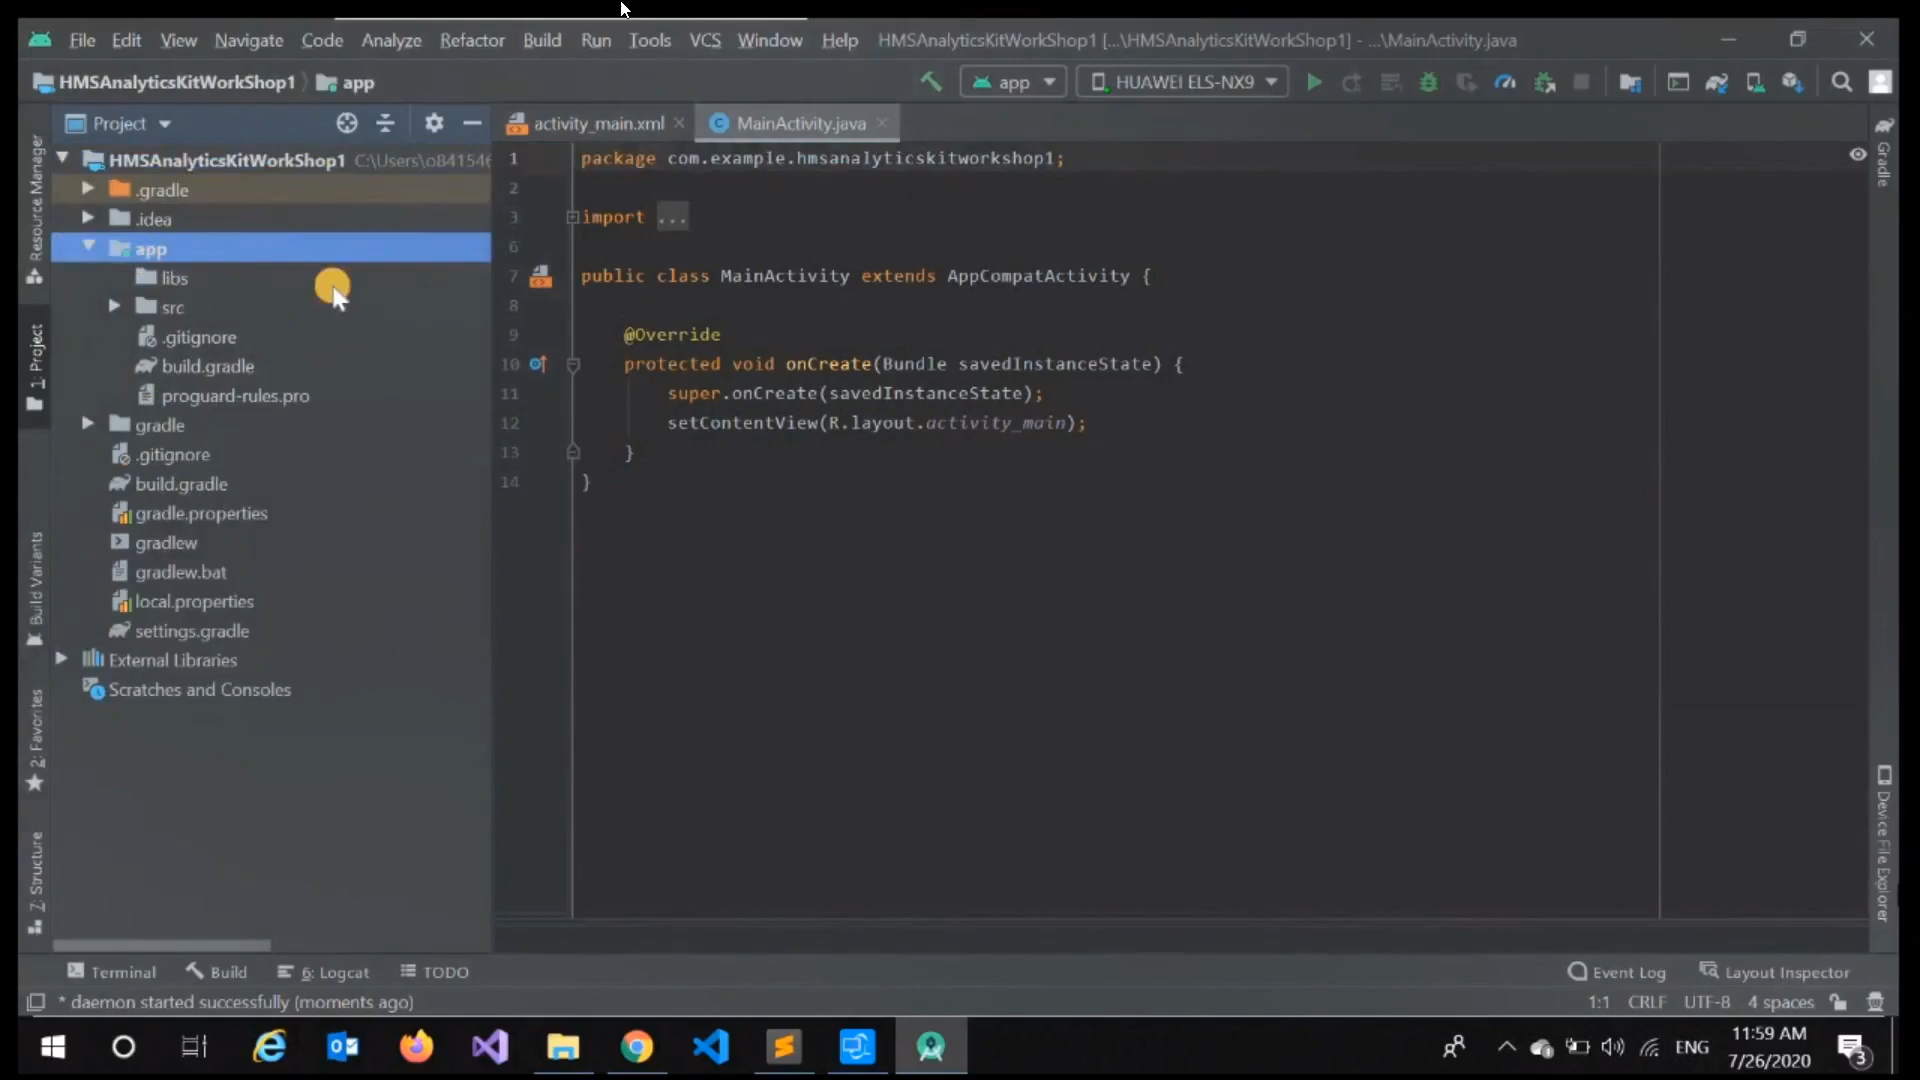 File Edit View Navigate Code Analyze Refactor Build Run Tools VCS Window Help HMSAnalyticsKitWorkShop1 [...\HMSAnalyticsKitWorkShop1] - ...\MainActivity.java
HMSAnalyticsKitWorkShop1 app
app HUAWEI ELS-NX9
Project
activity_main.xml MainActivity.java
HMSAnalyticsKitWorkShop1 C:\Users\o841546
.gradle
.idea
app
libs
src
.gitignore
build.gradle
proguard-rules.pro
gradle
.gitignore
build.gradle
gradle.properties
gradlew
gradlew.bat
local.properties
settings.gradle
External Libraries
Scratches and Consoles
Resource Manager
1: Project
Build Variants
2: Favorites
7: Structure
1 package com.example.hmsanalyticskitworkshop1;
2
3 import ...
6
7 public class MainActivity extends AppCompatActivity {
8
9 @Override
10 protected void onCreate(Bundle savedInstanceState) {
11 super.onCreate(savedInstanceState);
12 setContentView(R.layout.activity_main);
13 }
14 }
Gradle
Device File Explorer
Terminal Build 6: Logcat TODO Event Log Layout Inspector
* daemon started successfully (moments ago) 1:1 CRLF UTF-8 4 spaces
ENG 11:59 AM
7/26/2020
3